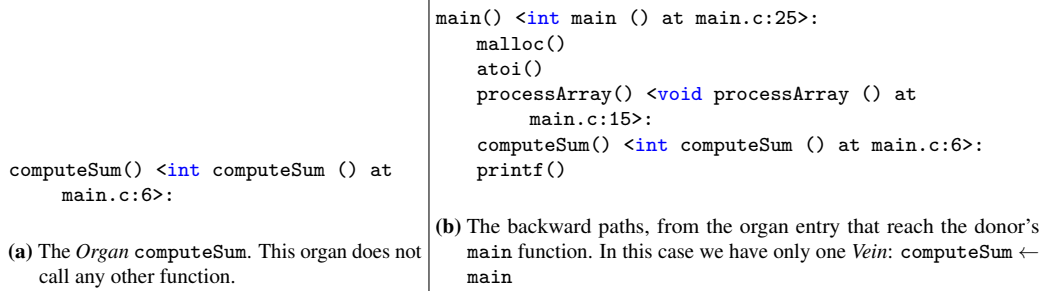 computeSum() <int computeSum () at
main.c:6>:
(a) The Organ computeSum. This organ does not
call any other function.
main() <int main () at main.c:25>:
malloc()
atoi()
processArray() <void processArray () at
main.c:15>:
computeSum() <int computeSum () at main.c:6>:
printf()
(b) The backward paths, from the organ entry that reach the donor's
main function. In this case we have only one Vein: computeSum ←
main